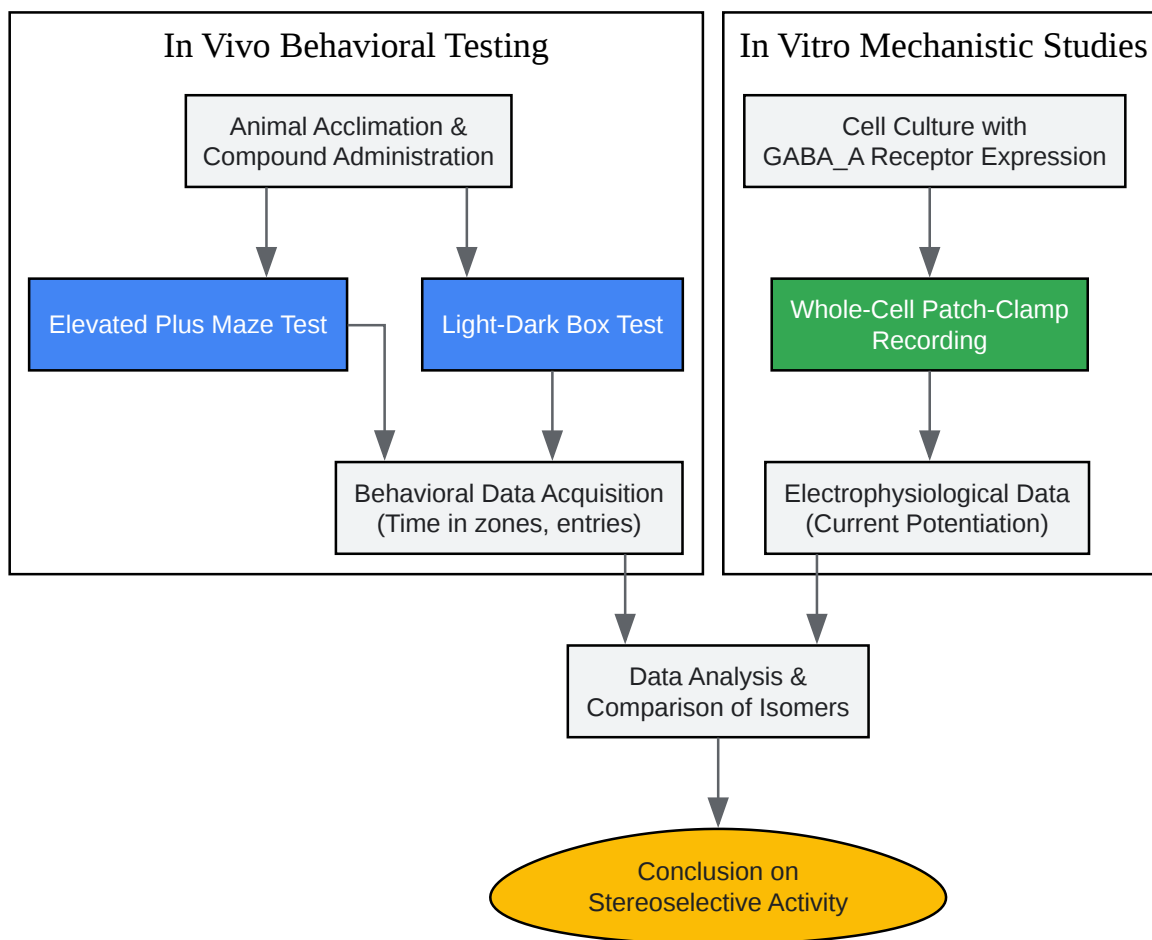 In Vivo Behavioral Testing
Animal Acclimation &
Compound Administration
Elevated Plus Maze Test
Light-Dark Box Test
Behavioral Data Acquisition
(Time in zones, entries)
In Vitro Mechanistic Studies
Cell Culture with
GABA_A Receptor Expression
Whole-Cell Patch-Clamp
Recording
Electrophysiological Data
(Current Potentiation)
Data Analysis &
Comparison of Isomers
Conclusion on
Stereoselective Activity